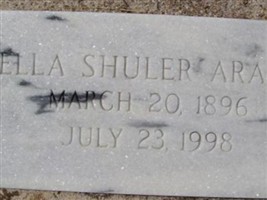 ELLA SHULER ARA
MARCH 20, 1896
JULY 23, 1998